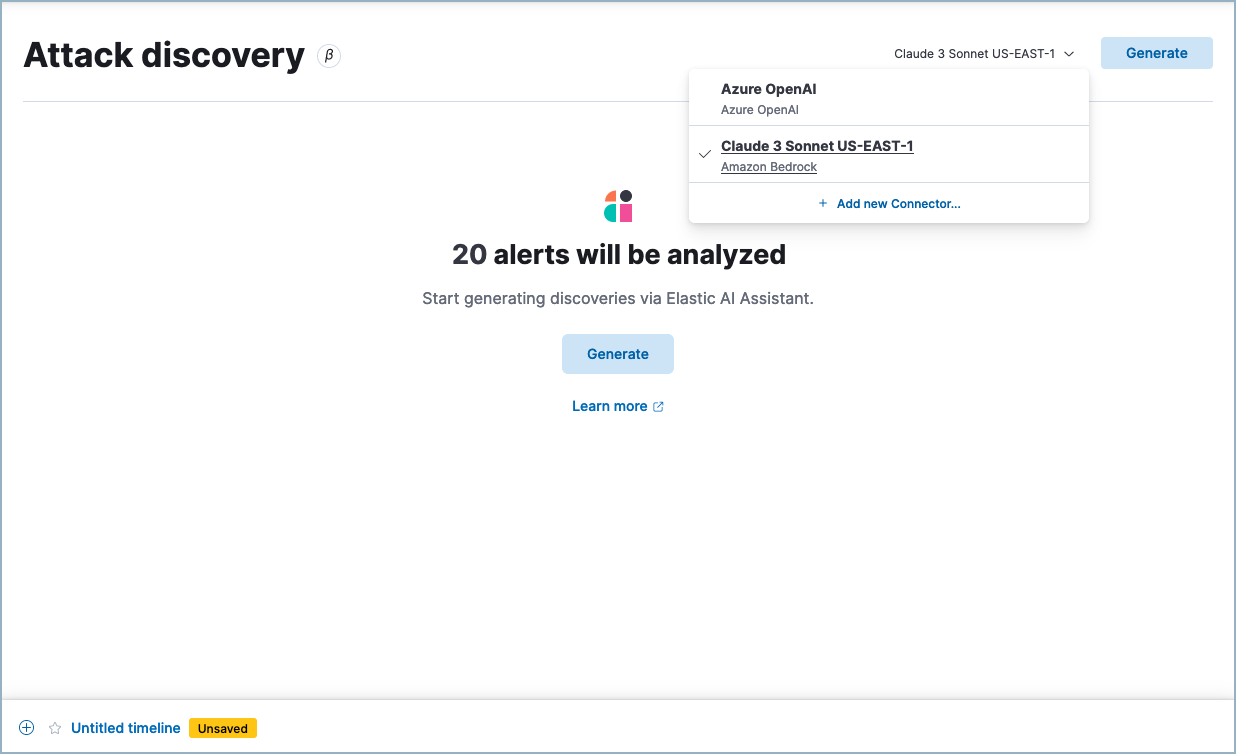 Attack discovery β
Claude 3 Sonnet US-EAST-1
Generate
Azure OpenAI
Azure OpenAI
Claude 3 Sonnet US-EAST-1
Amazon Bedrock
+ Add new Connector...
20 alerts will be analyzed
Start generating discoveries via Elastic AI Assistant.
Generate
Learn more
Untitled timeline
Unsaved